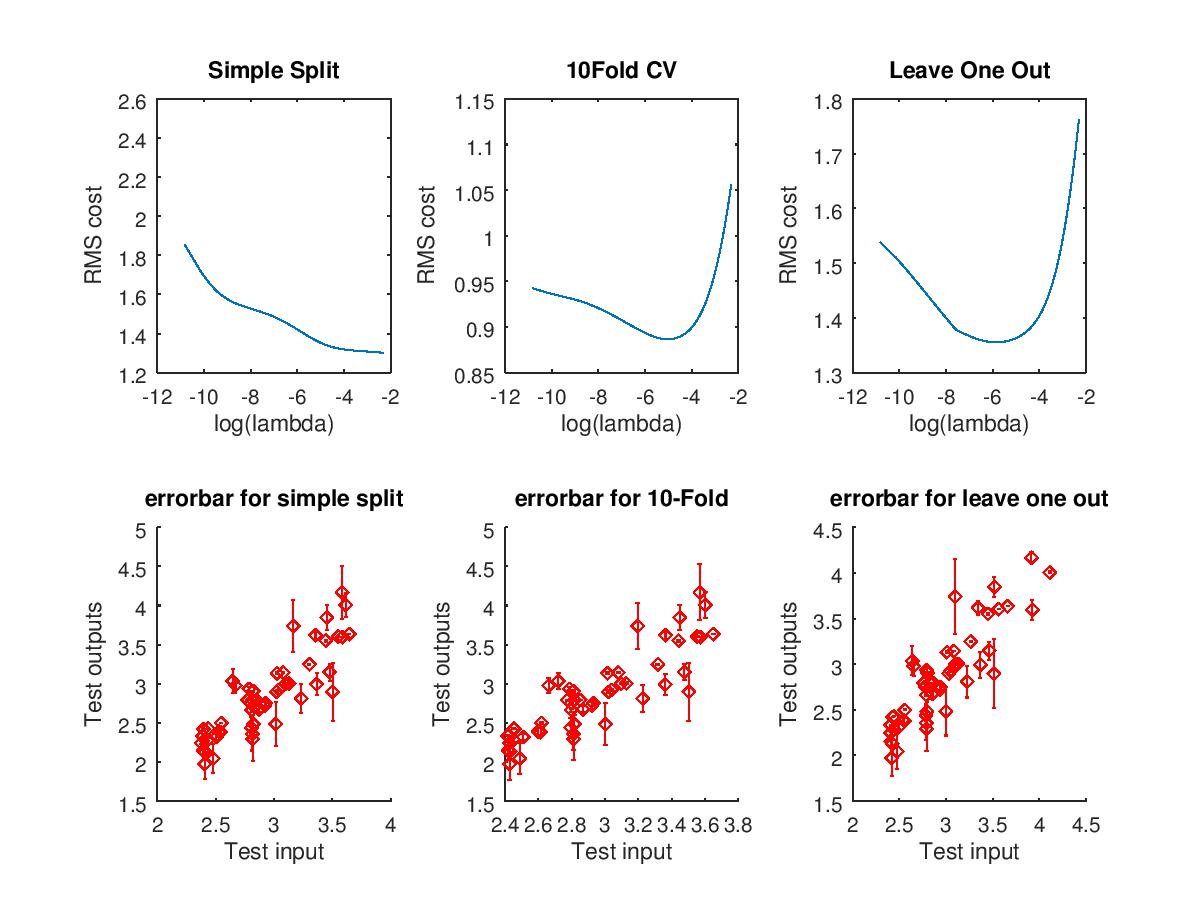 Simple Split
2.6
2.4
2.2
2
1.8
1.6
1.4
1.2
RMS cost
-12 -10 -8 -6 -4 -2
log(lambda)
10Fold CV
1.15
1.1
1.05
1
0.95
0.9
0.85
RMS cost
-12 -10 -8 -6 -4 -2
log(lambda)
Leave One Out
1.8
1.7
1.6
1.5
1.4
1.3
RMS cost
-12 -10 -8 -6 -4 -2
log(lambda)
errorbar for simple split
5
4.5
4
3.5
3
2.5
2
1.5
Test outputs
2 2.5 3 3.5 4
Test input
errorbar for 10-Fold
5
4.5
4
3.5
3
2.5
2
1.5
Test outputs
2.4 2.6 2.8 3 3.2 3.4 3.6 3.8
Test input
errorbar for leave one out
4.5
4
3.5
3
2.5
2
1.5
Test outputs
2 2.5 3 3.5 4 4.5
Test input